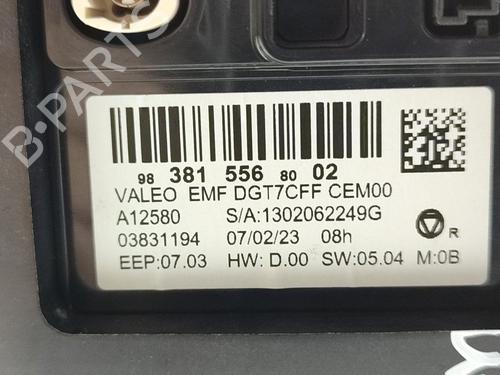 B-PARTS
98 381 556 80 02
VALEO EMF DGT7CFF CEM00
A12580 S/A:1302062249G
03831194 07/02/23 08h
R
EEP:07.03 HW: D.00 SW:05.04 M:0B